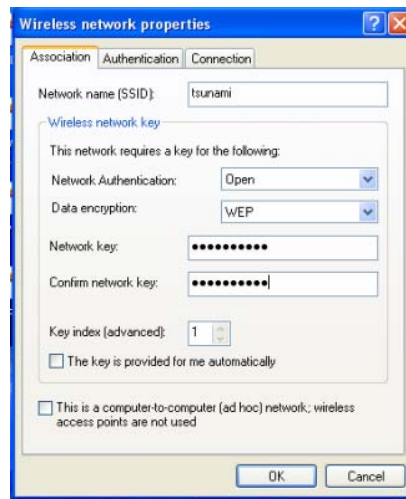 Wireless network properties
Association Authentication Connection
Network name (SSID): tsunami
Wireless network key
This network requires a key for the following:
Network Authentication: Open
Data encryption: WEP
Network key: ••••••••••
Confirm network key: ••••••••••
Key index (advanced): 1
The key is provided for me automatically
This is a computer-to-computer (ad hoc) network; wireless
access points are not used
OK Cancel